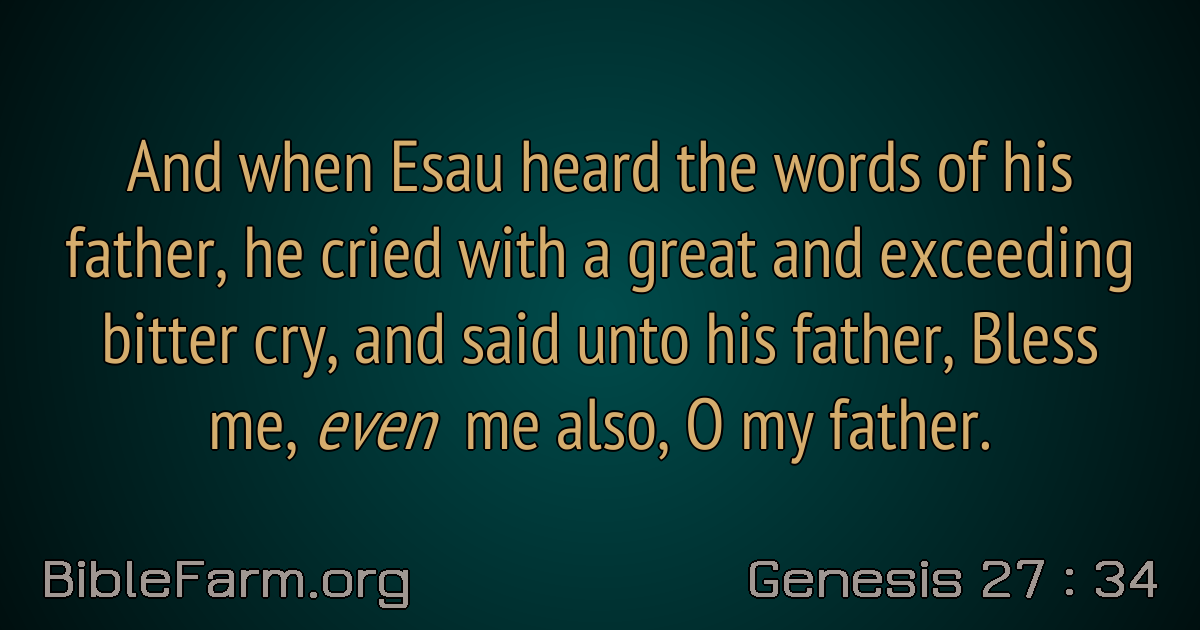 And when Esau heard the words of his
father, he cried with a great and exceeding
bitter cry, and said unto his father, Bless
me, even me also, O my father.
BibleFarm.org
Genesis 27 : 34